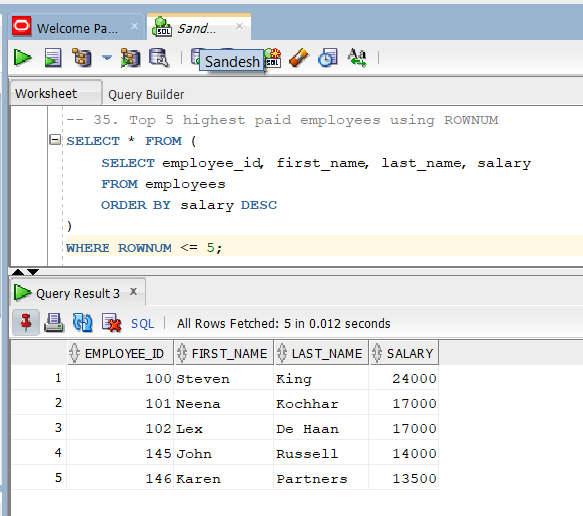 Welcome Pa... × Sand... ×
Sandesh
Worksheet Query Builder
-- 35. Top 5 highest paid employees using ROWNUM
SELECT * FROM (
SELECT employee_id, first_name, last_name, salary
FROM employees
ORDER BY salary DESC
)
WHERE ROWNUM <= 5;
Query Result 3 ×
SQL | All Rows Fetched: 5 in 0.012 seconds
EMPLOYEE_ID FIRST_NAME LAST_NAME SALARY
1 100 Steven King 24000
2 101 Neena Kochhar 17000
3 102 Lex De Haan 17000
4 145 John Russell 14000
5 146 Karen Partners 13500